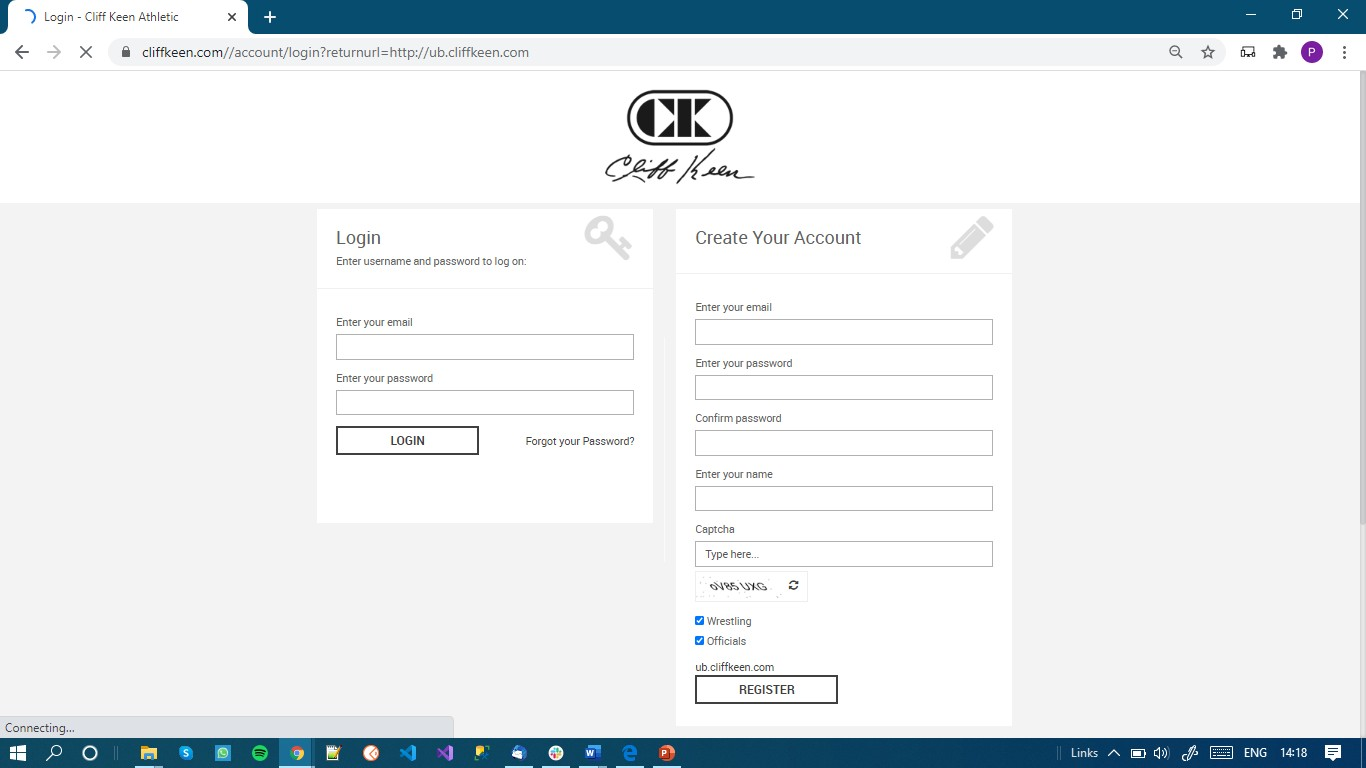 Login - Cliff Keen Athletic
cliffkeen.com//account/login?returnurl=http://ub.cliffkeen.com
P
CK
Cliff Keen
Login
Enter username and password to log on:
Enter your email
Enter your password
LOGIN
Forgot your Password?
Create Your Account
Enter your email
Enter your password
Confirm password
Enter your name
Captcha
Type here...
oV85UXG
Wrestling
Officials
ub.cliffkeen.com
REGISTER
Connecting...
Links
ENG
14:18